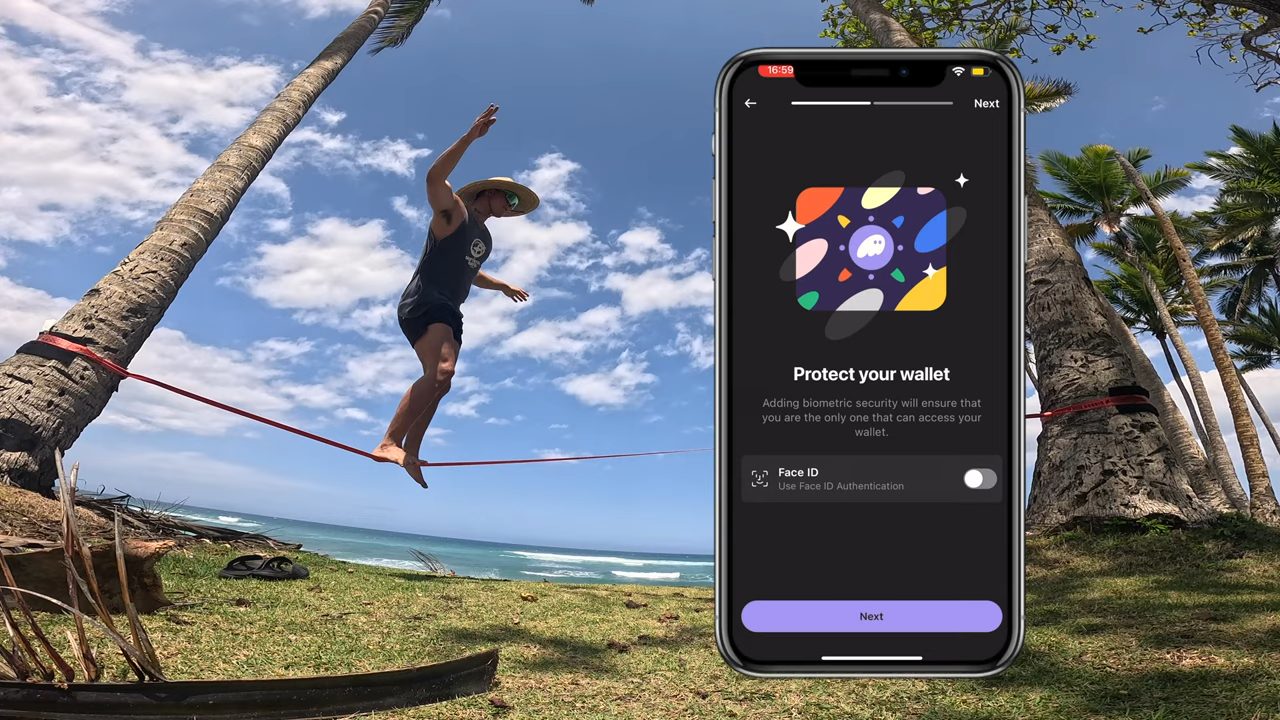 16:59
Next
Protect your wallet
Adding biometric security will ensure that
you are the only one that can access your
wallet.
Face ID
Use Face ID Authentication
Next